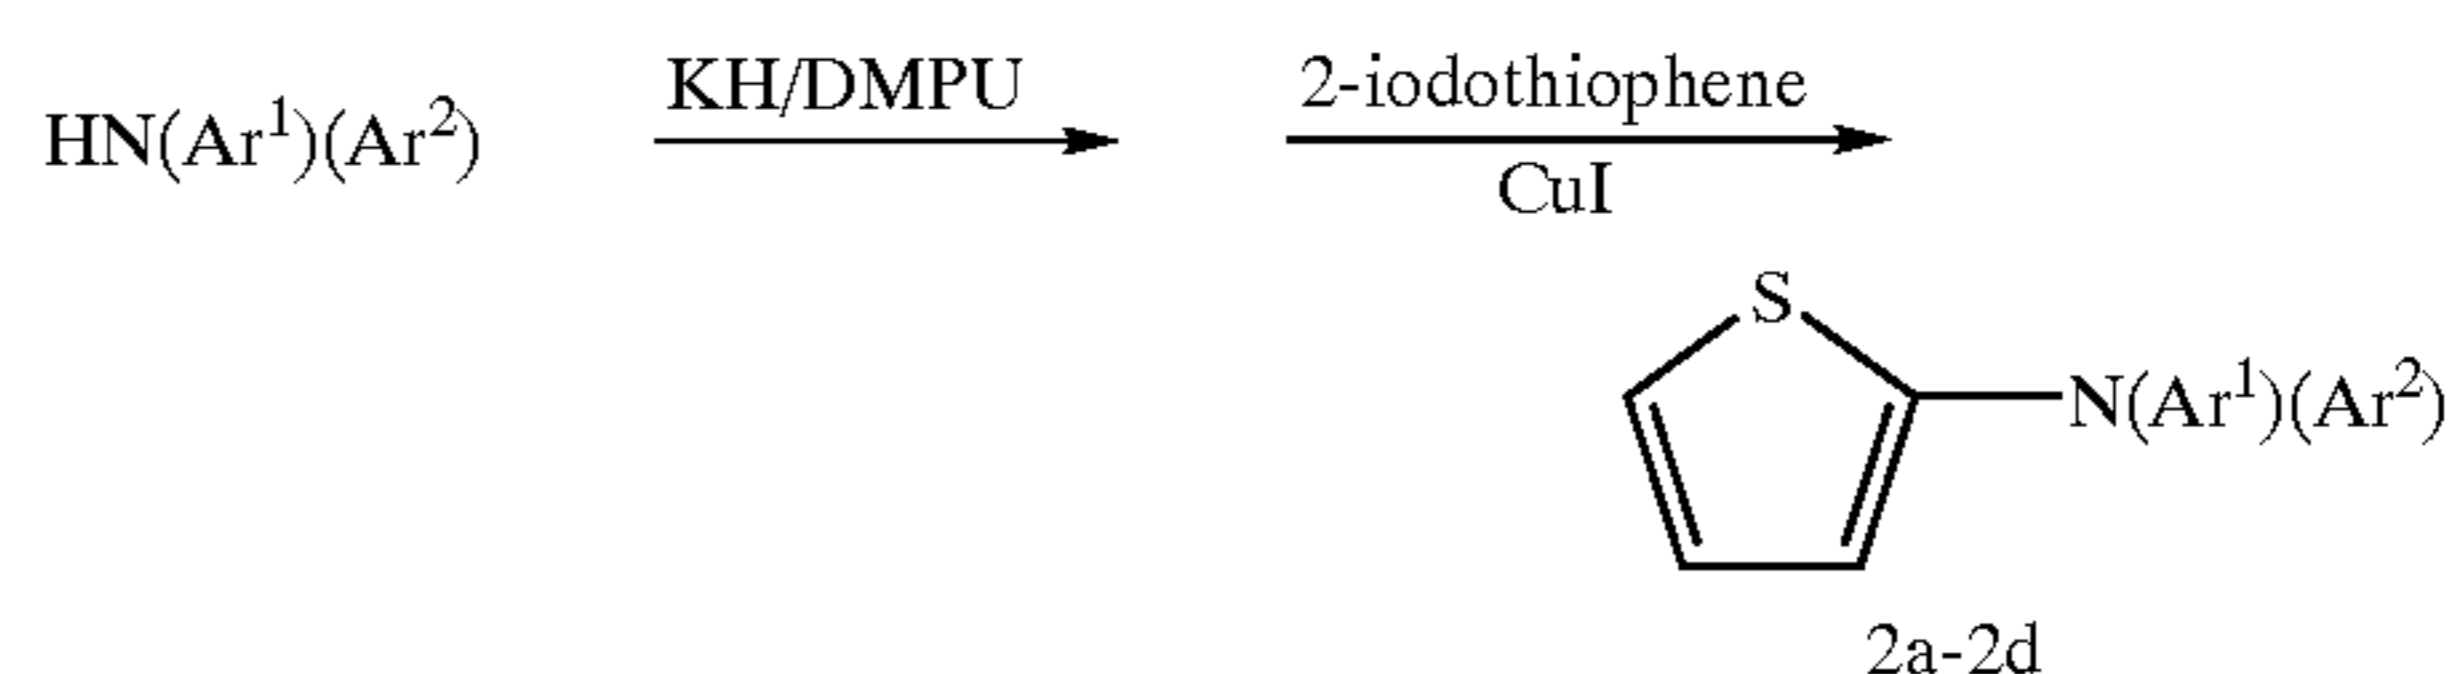 HN(Ar¹)(Ar²)
KH/DMPU
2-iodothiophene
CuI
S
N(Ar¹)(Ar²)
2a-2d